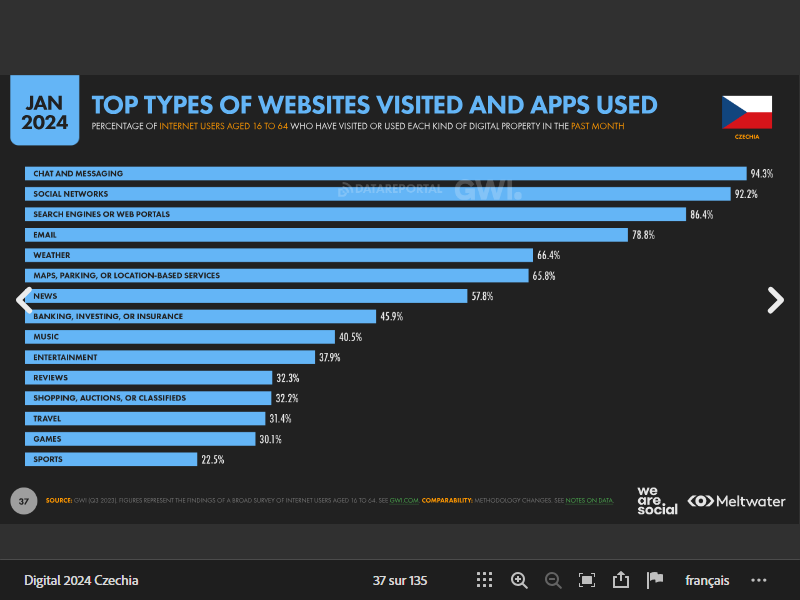 JAN
2024
TOP TYPES OF WEBSITES VISITED AND APPS USED
PERCENTAGE OF INTERNET USERS AGED 16 TO 64 WHO HAVE VISITED OR USED EACH KIND OF DIGITAL PROPERTY IN THE PAST MONTH
CZECHIA
CHAT AND MESSAGING 94.3%
SOCIAL NETWORKS 92.2%
DATAREPORTAL GWI.
SEARCH ENGINES OR WEB PORTALS 86.4%
EMAIL 78.8%
WEATHER 66.4%
MAPS, PARKING, OR LOCATION-BASED SERVICES 65.8%
NEWS 57.8%
BANKING, INVESTING, OR INSURANCE 45.9%
MUSIC 40.5%
ENTERTAINMENT 37.9%
REVIEWS 32.3%
SHOPPING, AUCTIONS, OR CLASSIFIEDS 32.2%
TRAVEL 31.4%
GAMES 30.1%
SPORTS 22.5%
37
SOURCE: GWI (Q3 2023). FIGURES REPRESENT THE FINDINGS OF A BROAD SURVEY OF INTERNET USERS AGED 16 TO 64. SEE GWI.COM. COMPARABILITY: METHODOLOGY CHANGES. SEE NOTES ON DATA.
we
are.
social
Meltwater
Digital 2024 Czechia
37 sur 135
français